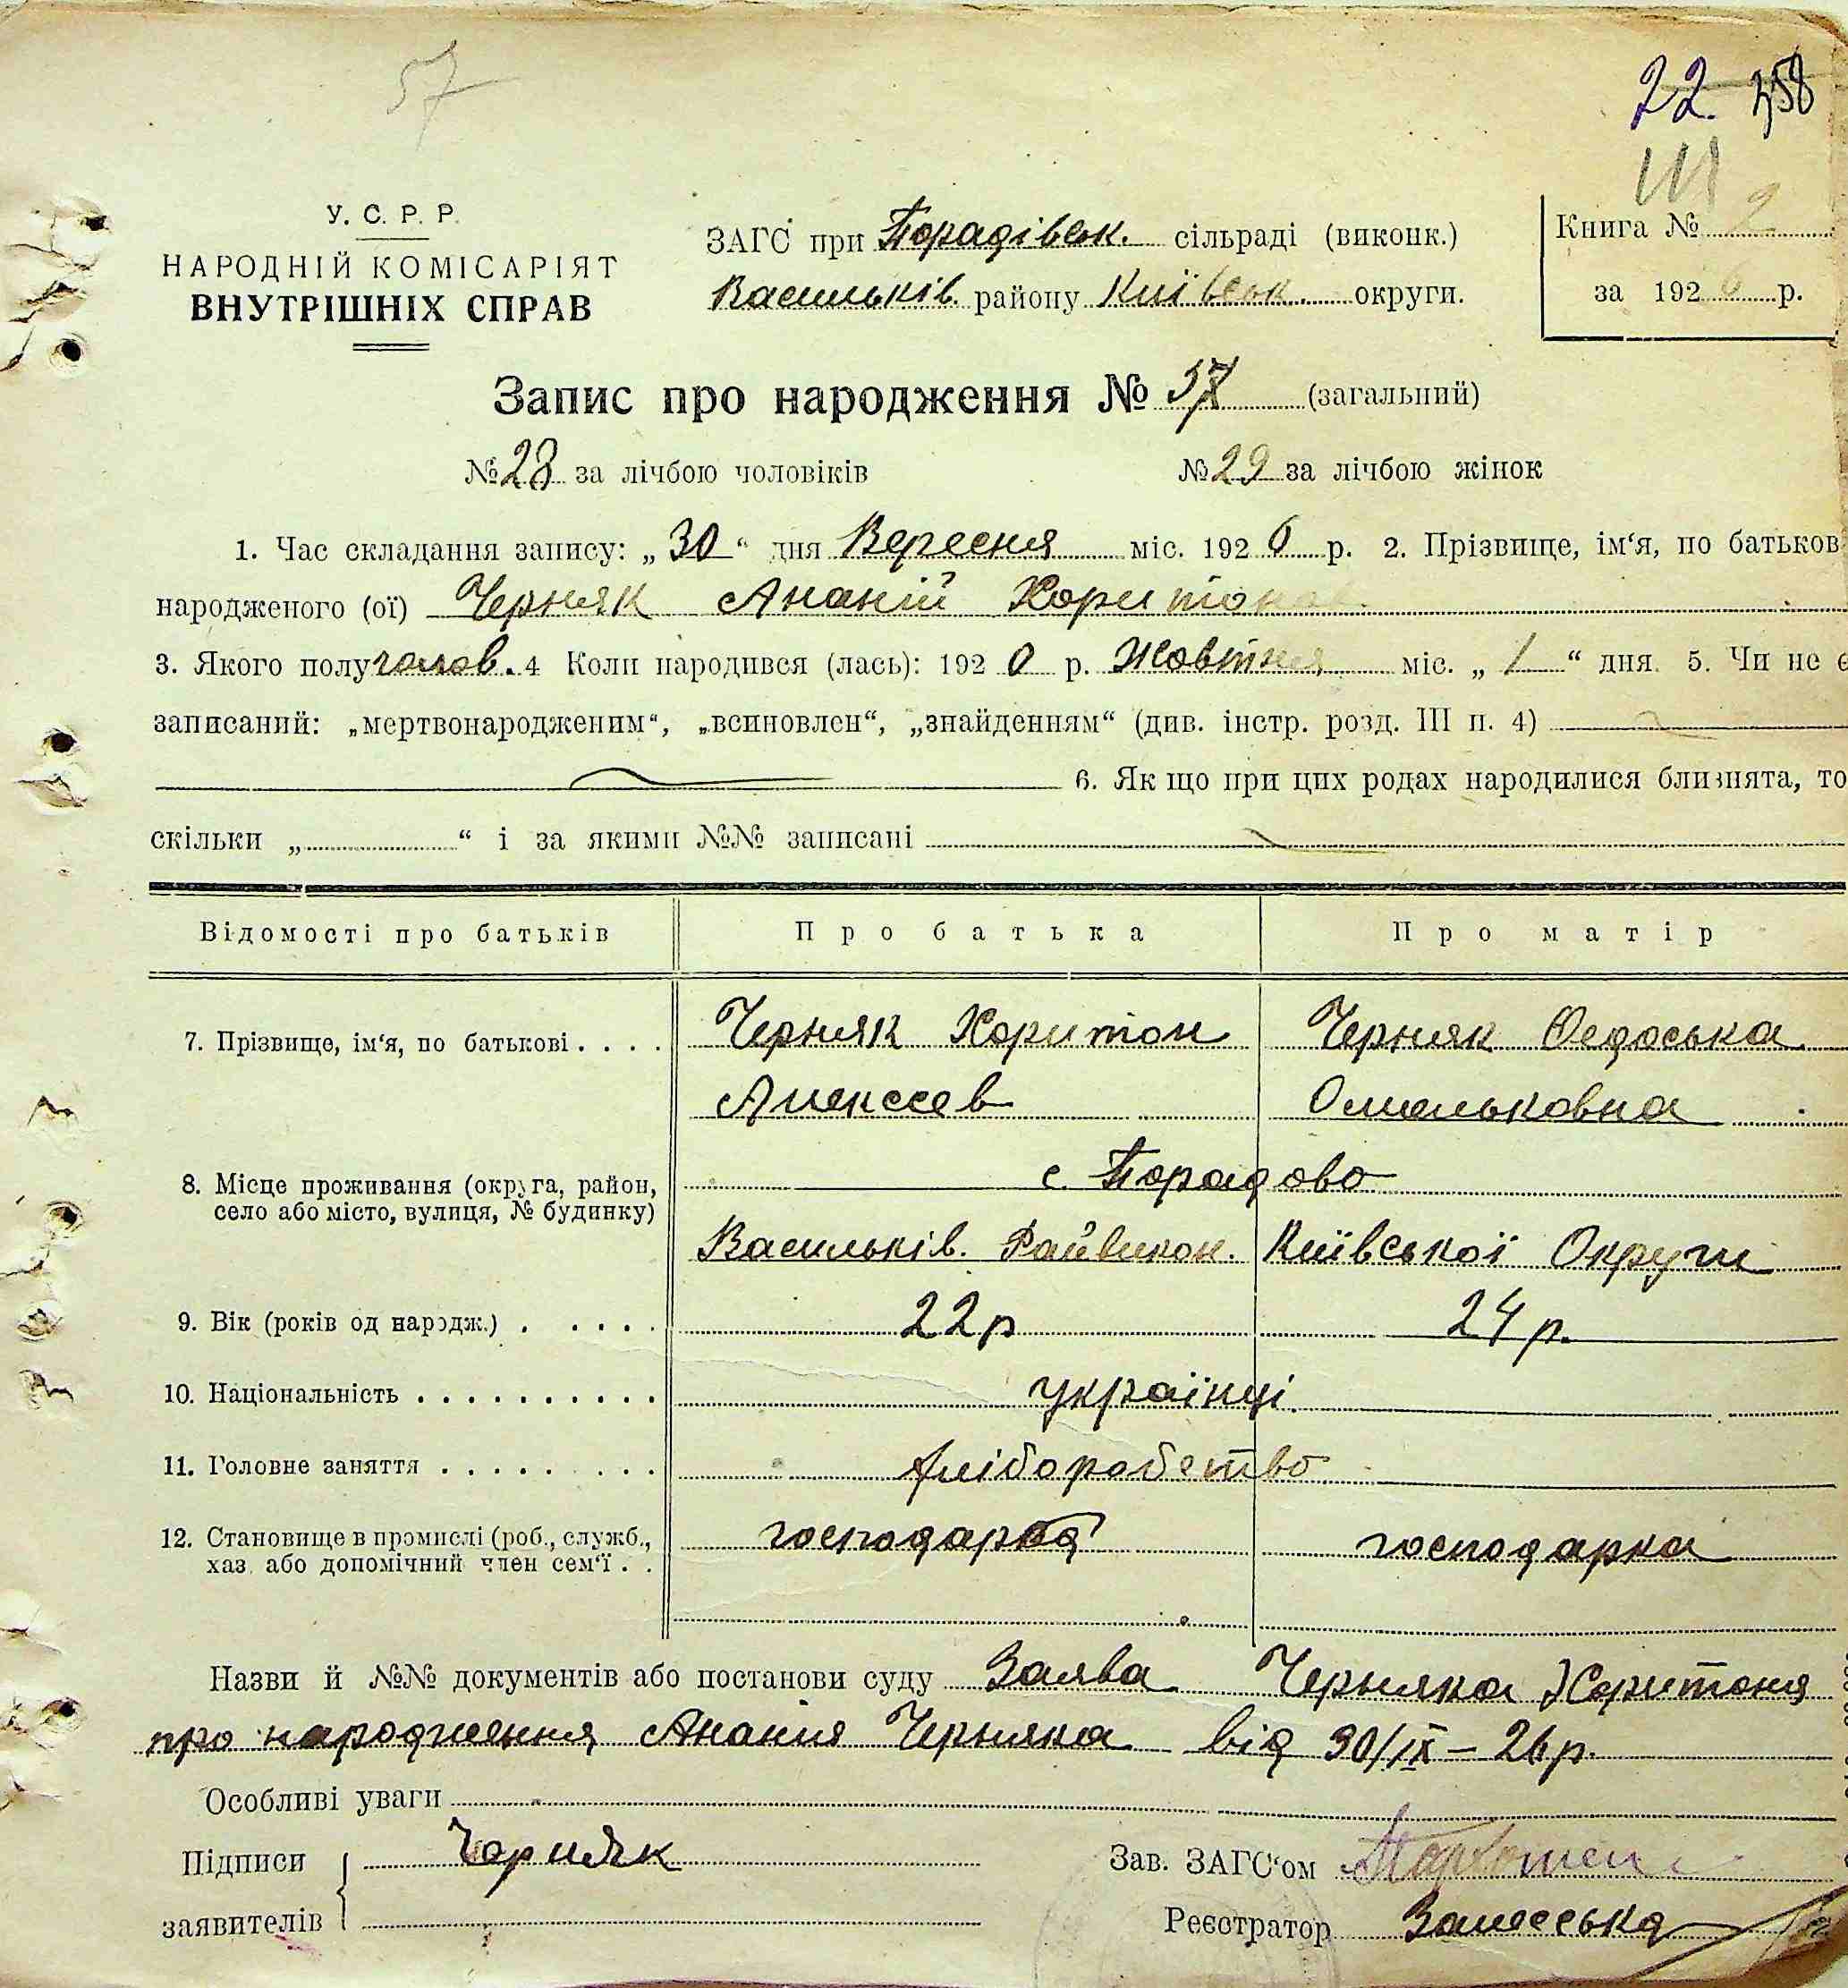 57
22. 458
III
У. С. Р. Р.
НАРОДНІЙ КОМІСАРІЯТ
ВНУТРІШНІХ СПРАВ
ЗАГС при Порадівськ. сільраді (виконк.)
Васильків. району Київськ. округи.
Книга № 2
за 1926 р.
Запис про народження № 57 (загальний)
№ 28 за лічбою чоловіків № 29 за лічбою жінок
1. Час складання запису: „30“ дня Вересня міс. 1926 р. 2. Прізвище, ім‘я, по батьков
народженого (ої) Черняк Ананій Харитона
3. Якого полу чолов. 4 Коли народився (лась): 1920 р. Жовтня міс. „1“ дня. 5. Чи не є
записаний: „мертвонародженим“, „всиновлен“, „знайденням“ (див. інстр. розд. III п. 4)
6. Як що при цих родах народилися близнята, то
скільки „ “ і за якими №№ записані
Відомості про батьків Про батька Про матір
7. Прізвище, ім‘я, по батькові . . . . Черняк Харитон Черняк Федоська
Алексеев Омельковна
8. Місце проживання (округа, район, с. Порадово
село або місто, вулиця, № будинку)
Васильків. Райвикон. Київської Округи
9. Вік (років од народж.) . . . . . 22 р 24 р.
10. Національність . . . . . . . . . . українці
11. Головне заняття . . . . . . . . хліборобство
12. Становище в промислі (роб., служб., господар господарка
хаз. або допомічний член сем‘ї . .
Назви й №№ документів або постанови суду Заява Черняка Харитона
про народження Анания Черняка від 30/IX – 26 р.
Особливі уваги
Підписи Черняк Зав. ЗАГС‘ом
заявителів Реєстратор